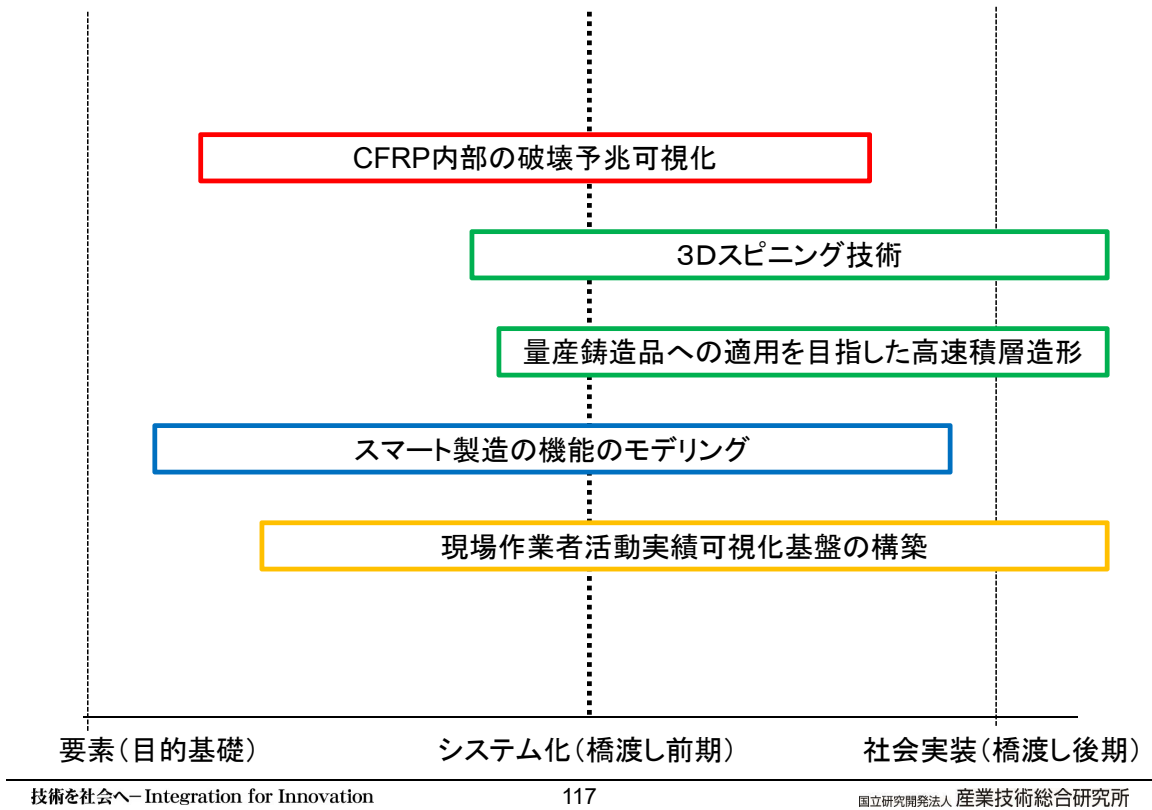 CFRP内部の破壊予兆可視化
3Dスピニング技術
量産鋳造品への適用を目指した高速積層造形
スマート製造の機能のモデリング
現場作業者活動実績可視化基盤の構築
要素(目的基礎) システム化(橋渡し前期) 社会実装(橋渡し後期)
技術を社会へ−Integration for Innovation 117 国立研究開発法人 産業技術総合研究所